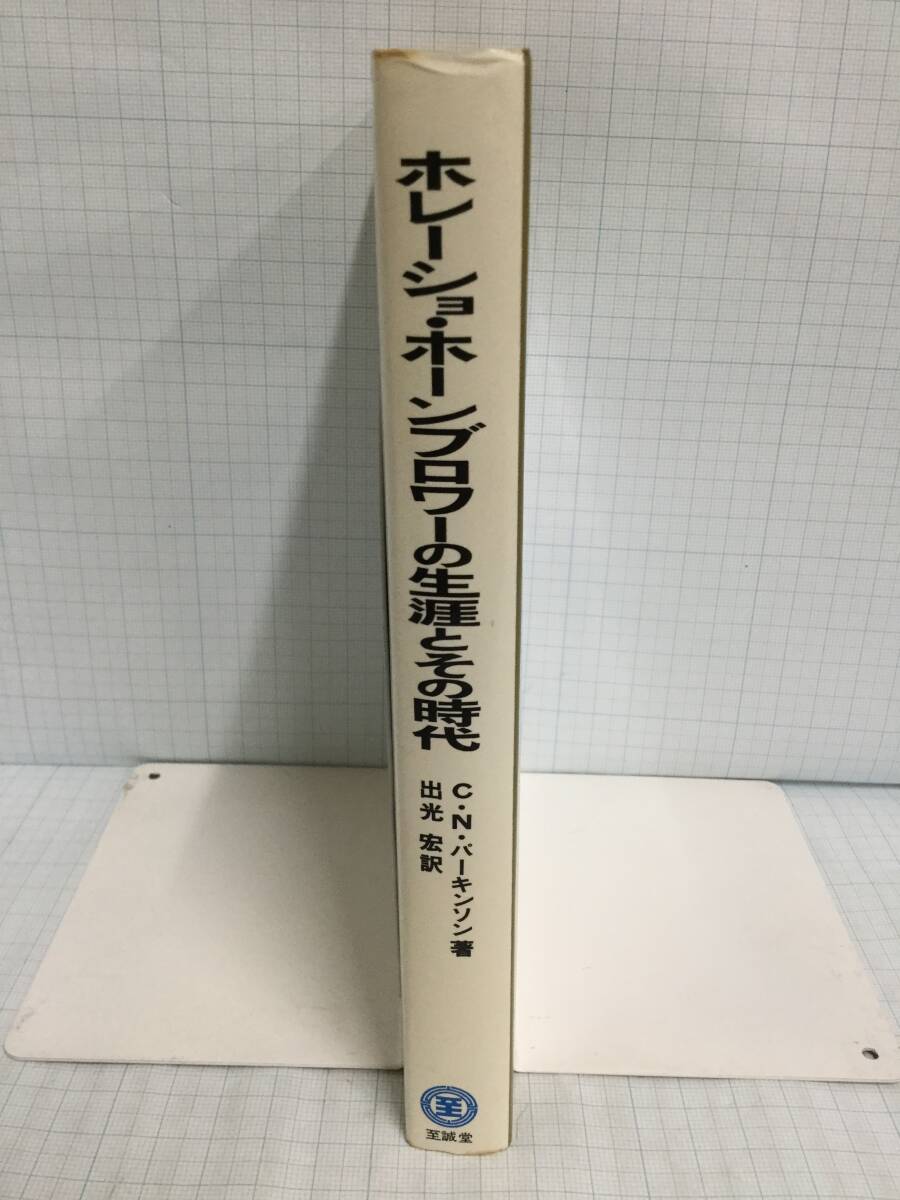 ホレーショ・ホーンブロワーの生涯とその時代
C・N・パーキンソン著
出光 宏訳
至
至誠堂